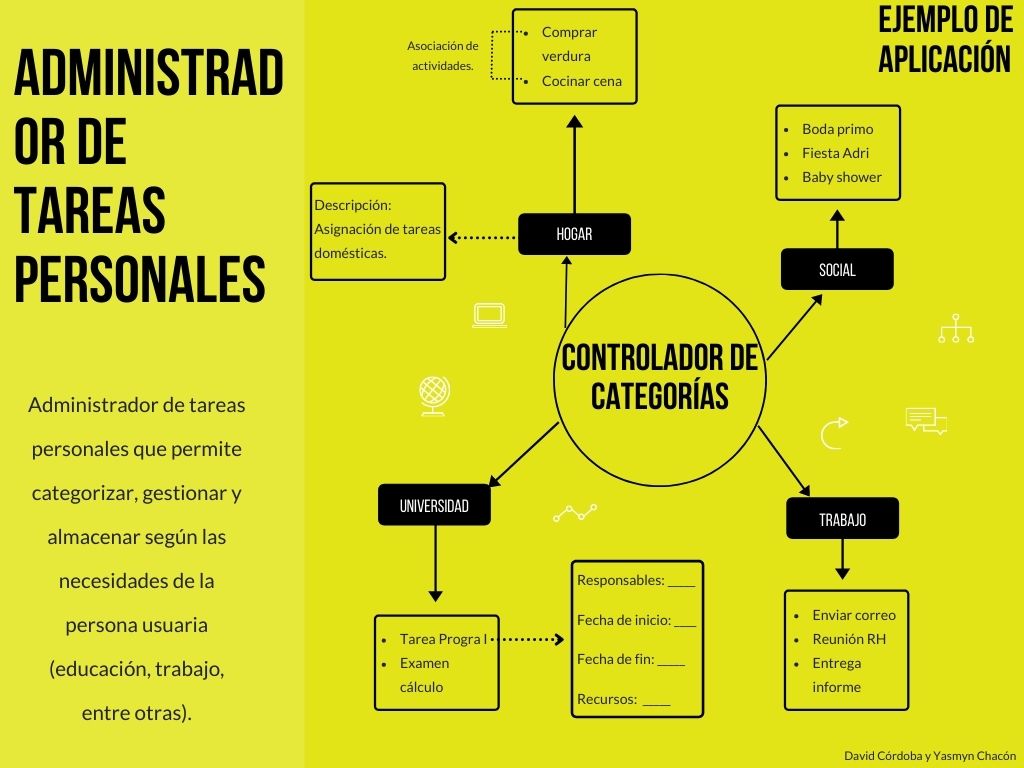 ADMINISTRAD
OR DE
TAREAS
PERSONALES
Administrador de tareas
personales que permite
categorizar, gestionar y
almacenar según las
necesidades de la
persona usuaria
(educación, trabajo,
entre otras).
EJEMPLO DE
APLICACIÓN
Asociación de
actividades.
• Comprar
verdura
• Cocinar cena
• Boda primo
• Fiesta Adri
• Baby shower
Descripción:
Asignación de tareas
domésticas.
HOGAR
SOCIAL
CONTROLADOR DE
CATEGORÍAS
UNIVERSIDAD
TRABAJO
• Tarea Progra I
• Examen
cálculo
Responsables: ____
Fecha de inicio: ___
Fecha de fin: ____
Recursos: ____
• Enviar correo
• Reunión RH
• Entrega
informe
David Córdoba y Yasmyn Chacón